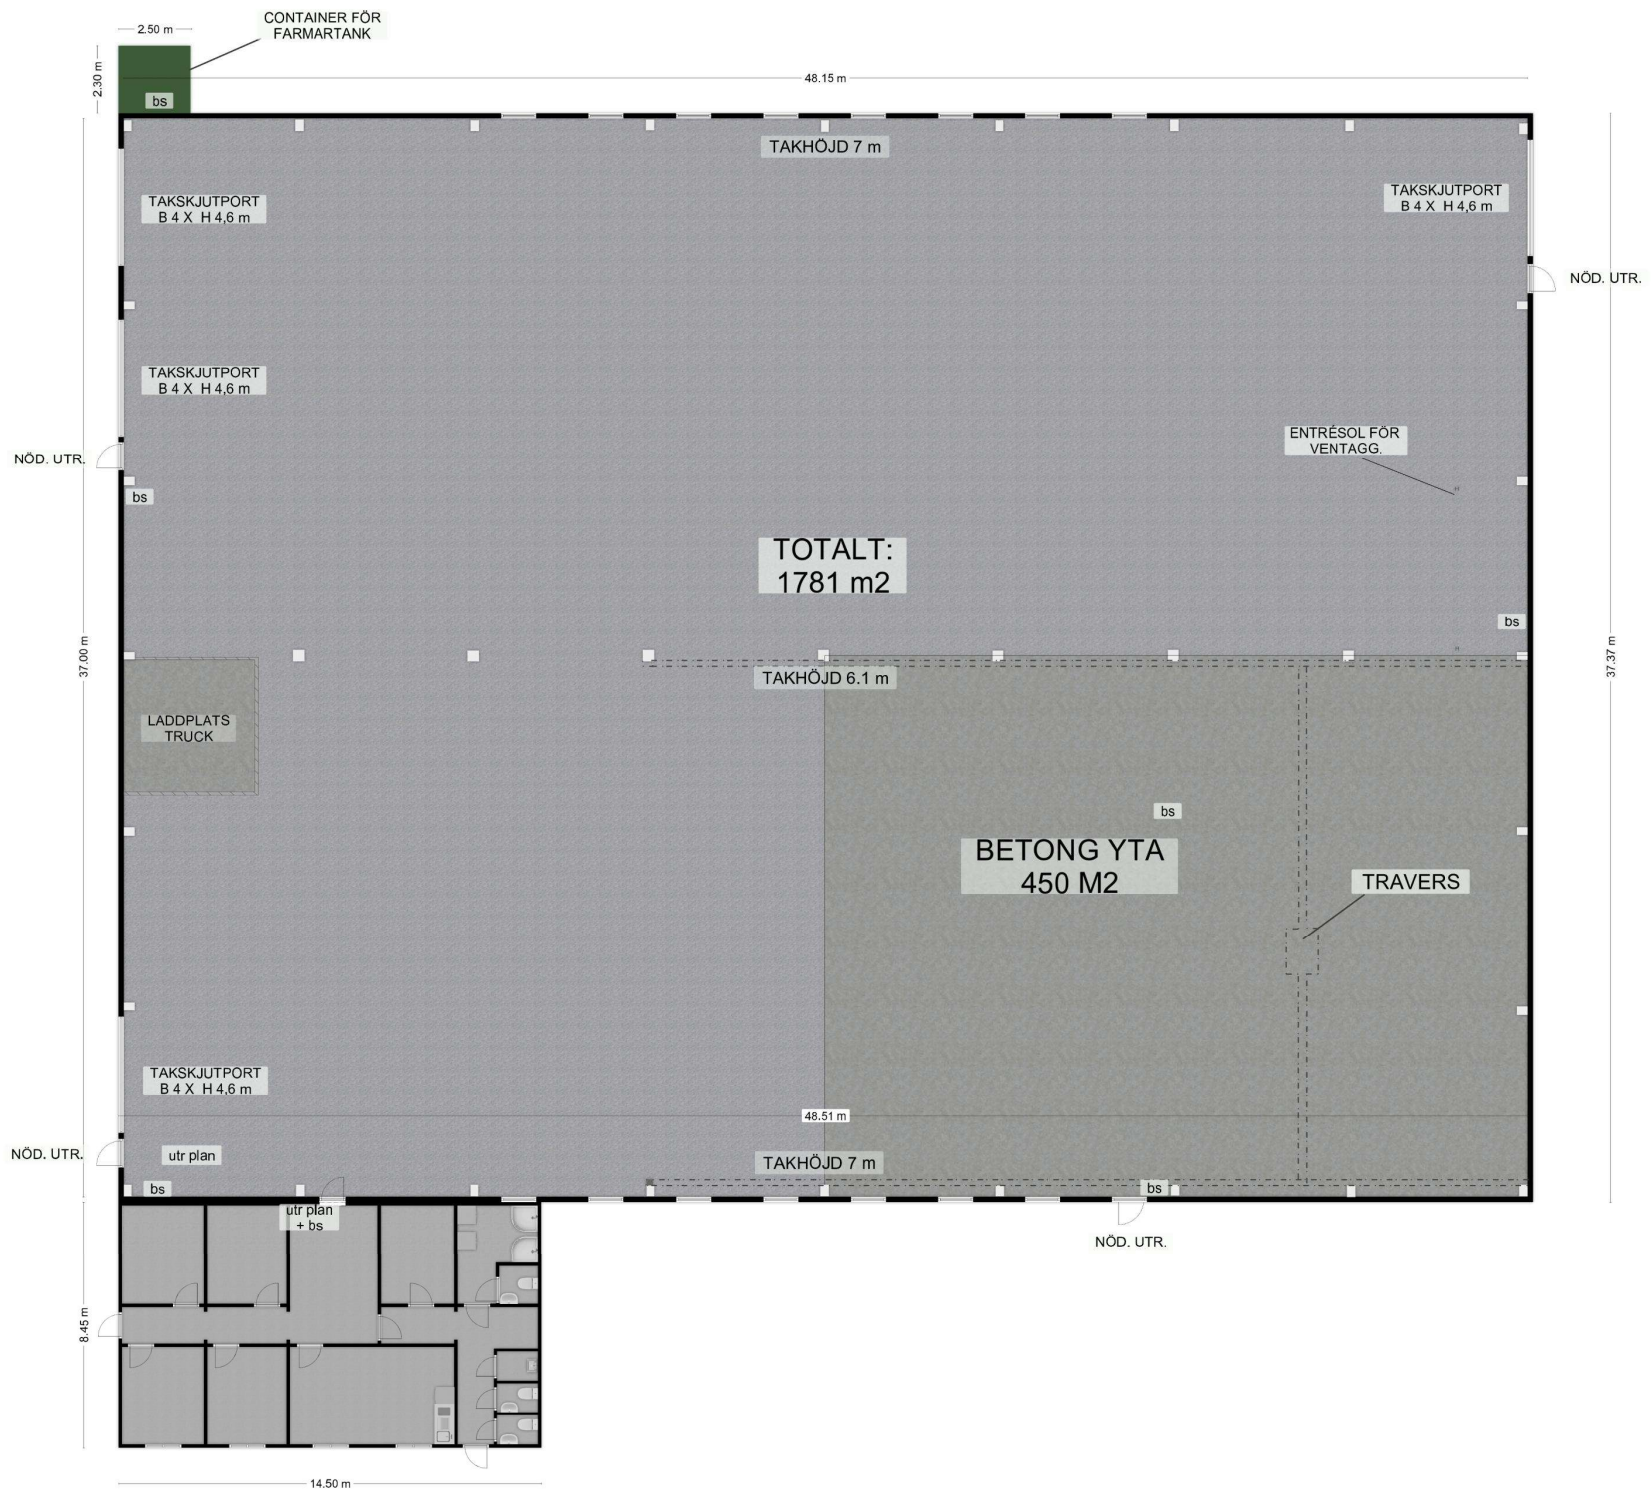 CONTAINER FÖR
FARMARTANK
2.50 m
2.30 m
48.15 m
bs
TAKHÖJD 7 m
TAKSKJUTPORT
B 4 X H 4,6 m
TAKSKJUTPORT
B 4 X H 4,6 m
NÖD. UTR.
TAKSKJUTPORT
B 4 X H 4,6 m
ENTRÉSOL FÖR
VENTAGG.
NÖD. UTR.
bs
TOTALT:
1781 m2
bs
37.00 m
37.37 m
TAKHÖJD 6.1 m
LADDPLATS
TRUCK
bs
BETONG YTA
450 M2
TRAVERS
TAKSKJUTPORT
B 4 X H 4,6 m
48.51 m
NÖD. UTR.
utr plan
TAKHÖJD 7 m
bs
bs
utr plan
+ bs
NÖD. UTR.
8.45 m
14.50 m